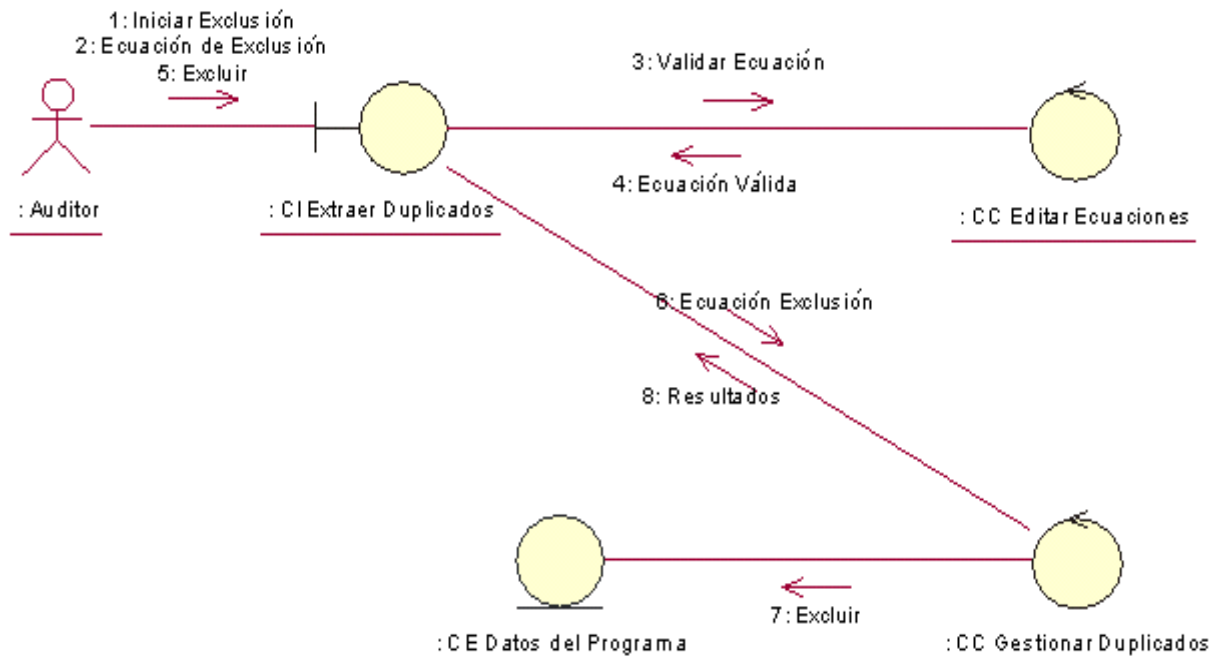 1: Iniciar Exclusión
2: Ecuación de Exclusión
5: Excluir
3: Validar Ecuación
4: Ecuación Válida
: Auditor
: CI Extraer Duplicados
: CC Editar Ecuaciones
6: Ecuación Exclusión
8: Resultados
7: Excluir
: CE Datos del Programa
: CC Gestionar Duplicados